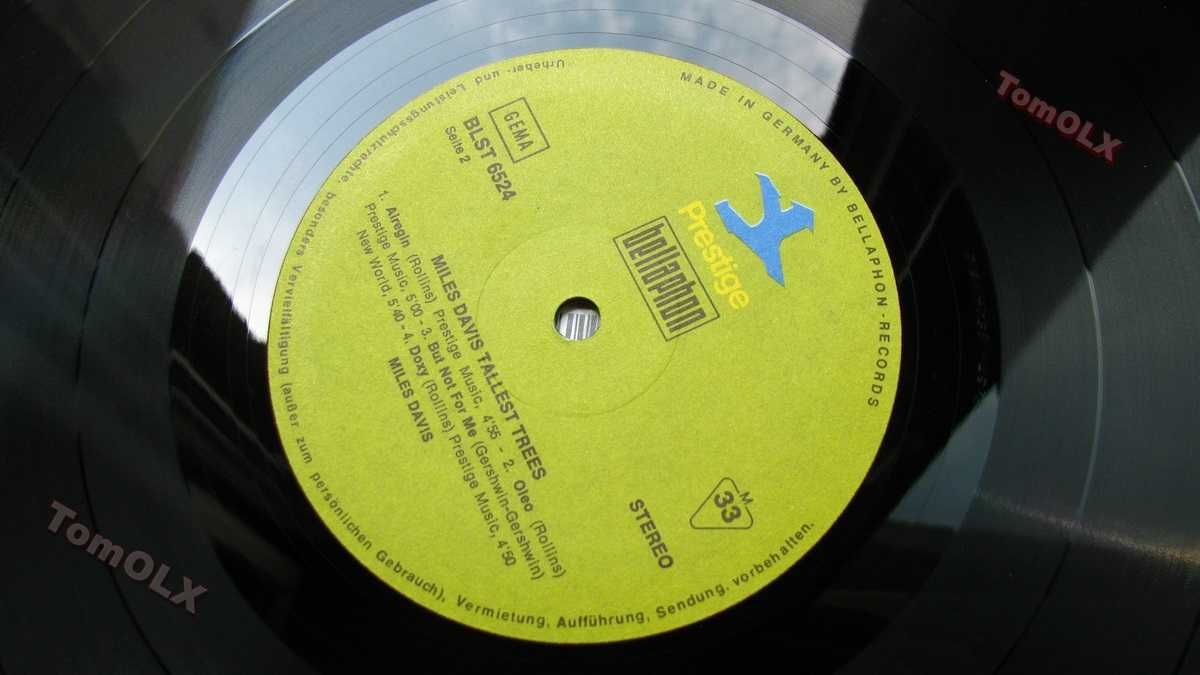 MADE IN GERMANY BY BELLAPHON-RECORDS
Prestige
bellaphon
GEMA
BLST 6524
Seite 2
M
33
STEREO
MILES DAVIS TALLEST TREES
1. Airegin (Rollins) Prestige Music, 4'56 - 2. Oleo (Rollins)
Prestige Music, 5'00 - 3. But Not For Me (Gershwin-Gershwin)
New World, 5'40 - 4. Doxy (Rollins) Prestige Music, 4'50
MILES DAVIS
Urheber- und Leistungsschutzrechte, besonders Vervielfältigung (außer zum persönlichen Gebrauch), Vermietung, Aufführung, Sendung, vorbehalten.
TomOLX
TomOLX